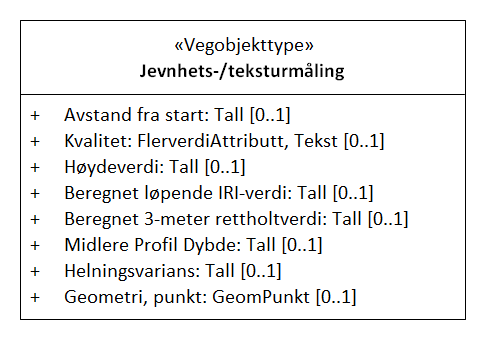 «Vegobjekttype»
Jevnhets-/teksturmåling
+ Avstand fra start: Tall [0..1]
+ Kvalitet: FlerverdiAttributt, Tekst [0..1]
+ Høydeverdi: Tall [0..1]
+ Beregnet løpende IRI-verdi: Tall [0..1]
+ Beregnet 3-meter rettholtverdi: Tall [0..1]
+ Midlere Profil Dybde: Tall [0..1]
+ Helningsvarians: Tall [0..1]
+ Geometri, punkt: GeomPunkt [0..1]